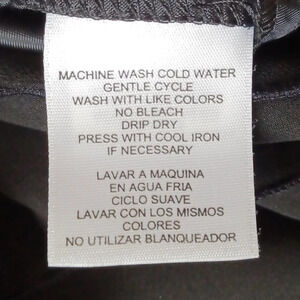 MACHINE WASH COLD WATER
GENTLE CYCLE
WASH WITH LIKE COLORS
NO BLEACH
DRIP DRY
PRESS WITH COOL IRON
IF NECESSARY
LAVAR A MAQUINA
EN AGUA FRIA
CICLO SUAVE
LAVAR CON LOS MISMOS
COLORES
NO UTILIZAR BLANQUEADOR